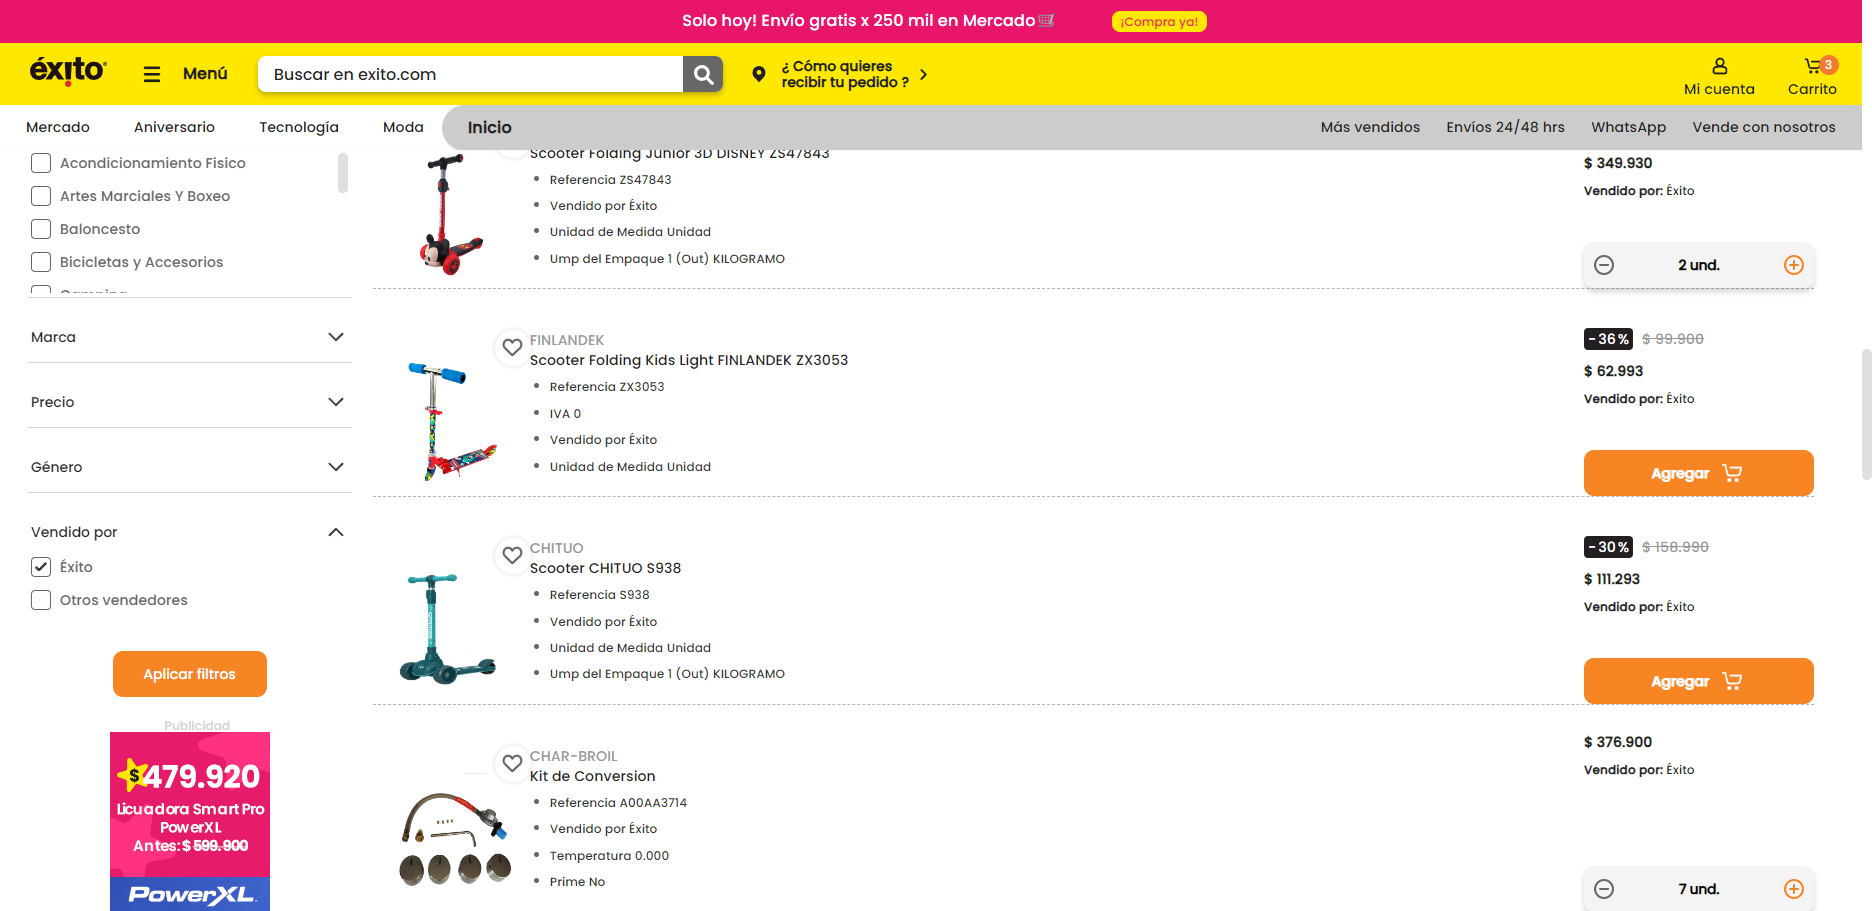 Solo hoy! Envío gratis x 250 mil en Mercado🛒
¡Compra ya!
éxito
Menú
Buscar en exito.com
¿ Cómo quieres
recibir tu pedido ?
Mi cuenta
3
Carrito
Mercado
Aniversario
Tecnología
Moda
Inicio
Más vendidos
Envíos 24/48 hrs
WhatsApp
Vende con nosotros
Acondicionamiento Fisico
Artes Marciales Y Boxeo
Baloncesto
Bicicletas y Accesorios
Camping
Marca
Precio
Género
Vendido por
Éxito
Otros vendedores
Aplicar filtros
Publicidad
$479.920
Licuadora Smart Pro
PowerXL
Antes: $ 599.900
PowerXL
Scooter Folding Junior 3D DISNEY ZS47843
Referencia ZS47843
Vendido por Éxito
Unidad de Medida Unidad
Ump del Empaque 1 (Out) KILOGRAMO
$ 349.930
Vendido por: Éxito
2 und.
FINLANDEK
Scooter Folding Kids Light FINLANDEK ZX3053
Referencia ZX3053
IVA 0
Vendido por Éxito
Unidad de Medida Unidad
-36% $ 99.900
$ 62.993
Vendido por: Éxito
Agregar
CHITUO
Scooter CHITUO S938
Referencia S938
Vendido por Éxito
Unidad de Medida Unidad
Ump del Empaque 1 (Out) KILOGRAMO
-30% $ 158.990
$ 111.293
Vendido por: Éxito
Agregar
CHAR-BROIL
Kit de Conversion
Referencia A00AA3714
Vendido por Éxito
Temperatura 0.000
Prime No
$ 376.900
Vendido por: Éxito
7 und.